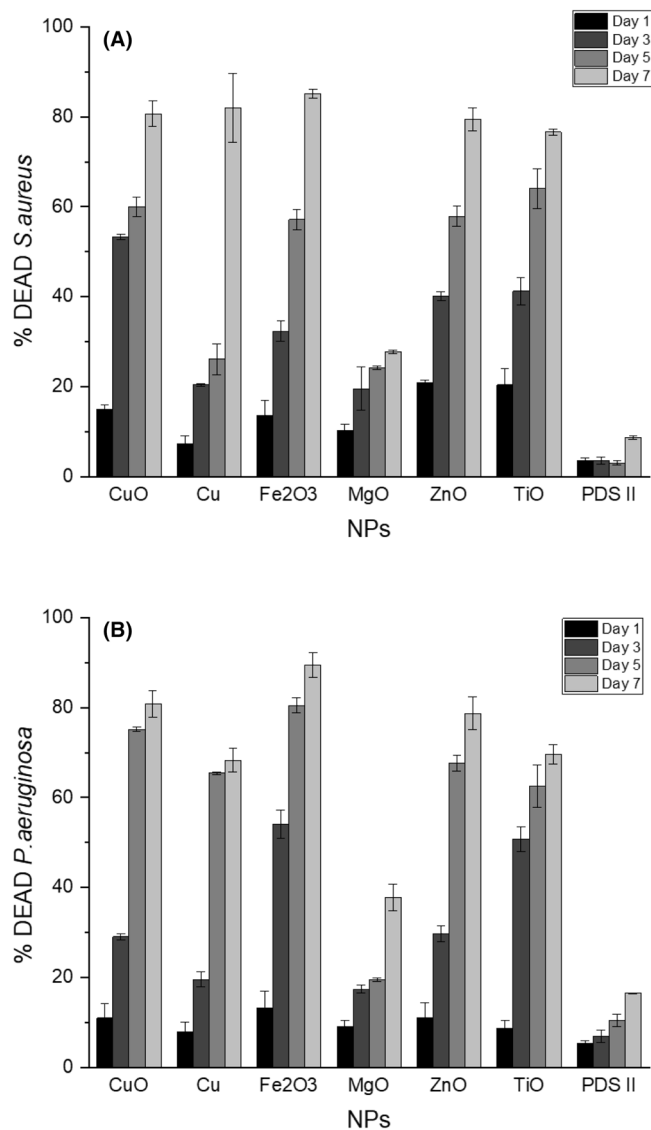 (A)
Day 1
Day 3
Day 5
Day 7
% DEAD S.aureus
100
80
60
40
20
0
CuO Cu Fe2O3 MgO ZnO TiO PDS II
NPs
(B)
Day 1
Day 3
Day 5
Day 7
% DEAD P.aeruginosa
100
80
60
40
20
0
CuO Cu Fe2O3 MgO ZnO TiO PDS II
NPs